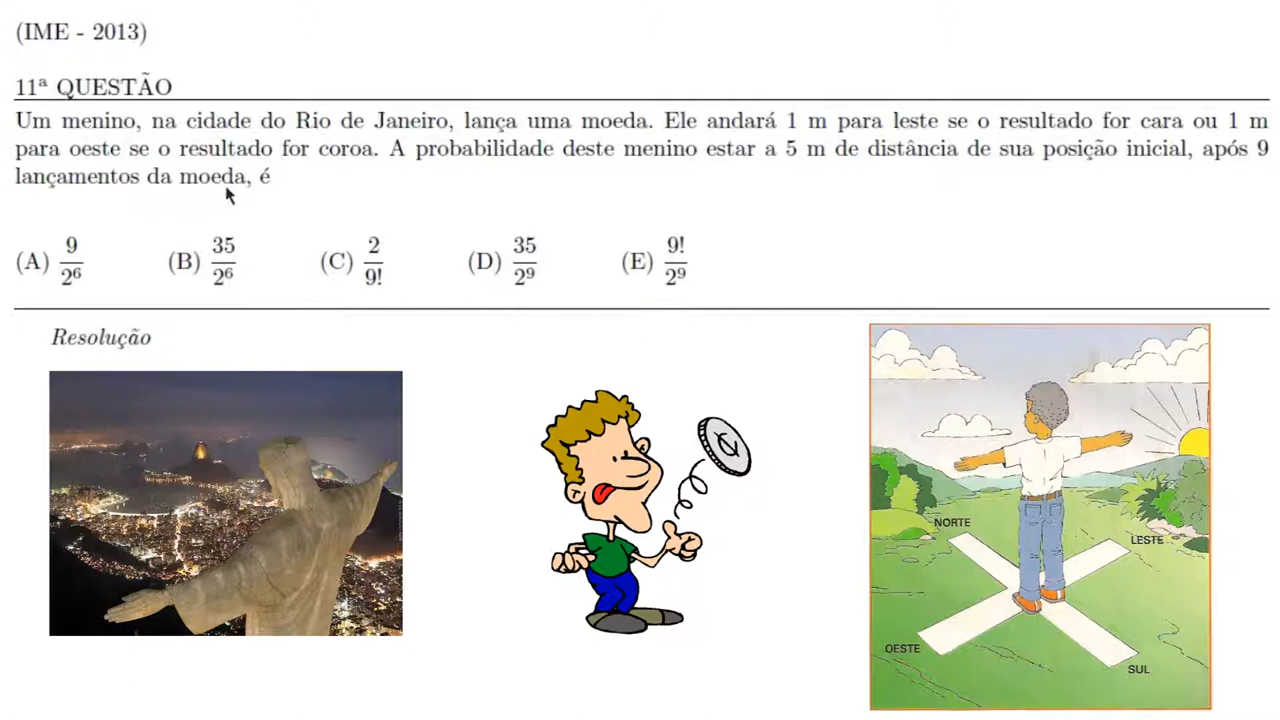 (IME - 2013)
11ª QUESTÃO
Um menino, na cidade do Rio de Janeiro, lança uma moeda. Ele andará 1 m para leste se o resultado for cara ou 1 m
para oeste se o resultado for coroa. A probabilidade deste menino estar a 5 m de distância de sua posição inicial, após 9
lançamentos da moeda, é
(A) 9/2⁶ (B) 35/2⁶ (C) 2/9! (D) 35/2⁹ (E) 9!/2⁹
Resolução
NORTE
LESTE
OESTE
SUL